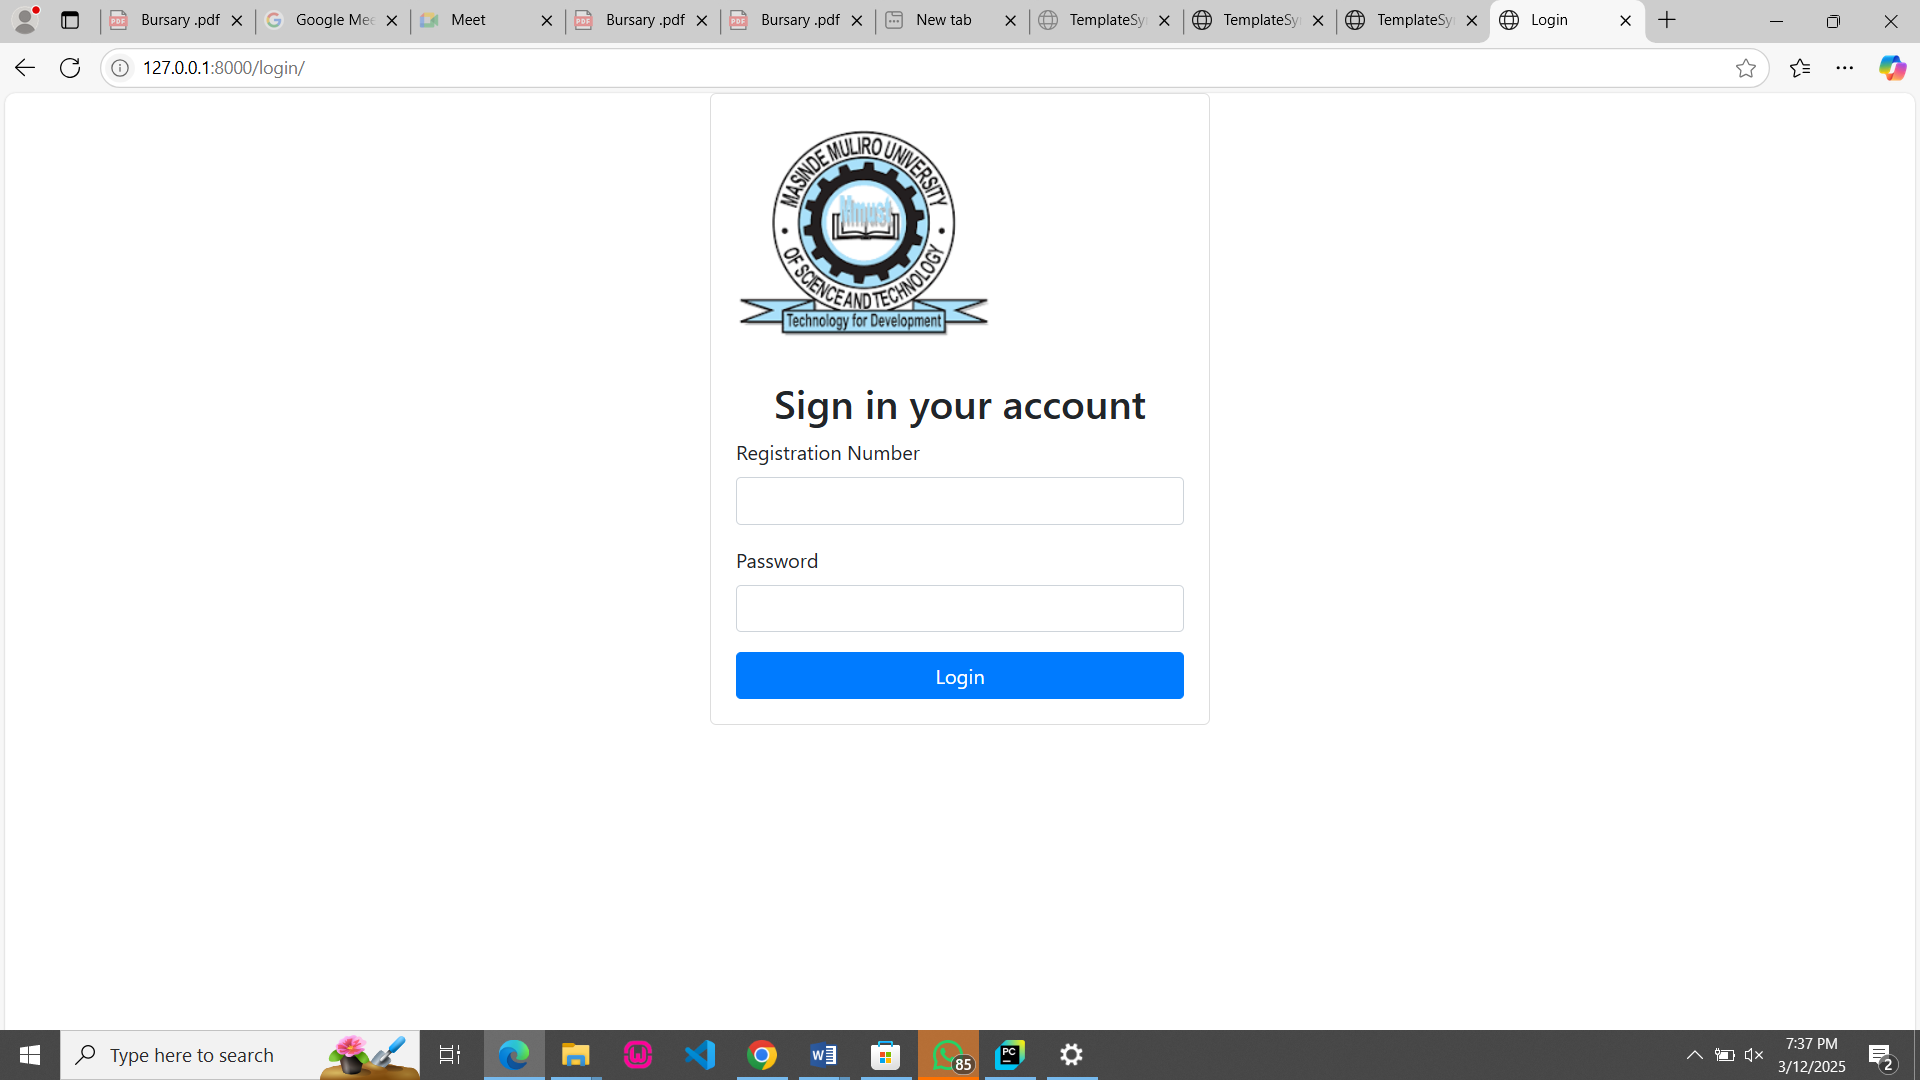 Bursary .pdf
Google Mee
Meet
Bursary .pdf
Bursary .pdf
New tab
TemplateSy
TemplateSy
TemplateSy
Login
127.0.0.1:8000/login/
MASINDE MULIRO UNIVERSITY
Mmust
OF SCIENCE AND TECHNOLOGY
Technology for Development
Sign in your account
Registration Number
Password
Login
Type here to search
PC
85
7:37 PM
3/12/2025
2